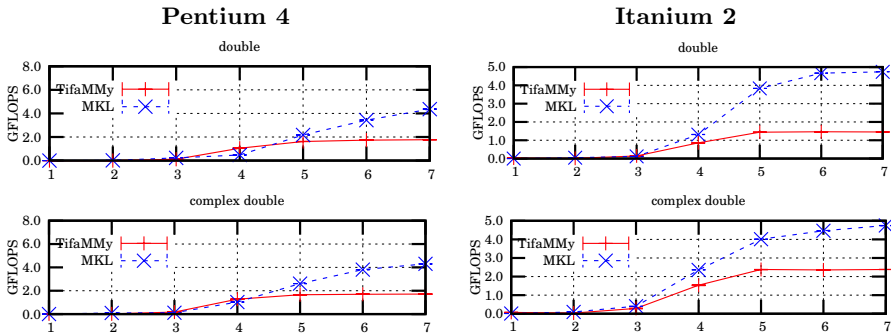 Pentium 4
Itanium 2
double
8.0
6.0
4.0
2.0
0.0
GFLOPS
TifaMMy
MKL
1 2 3 4 5 6 7
double
5.0
4.0
3.0
2.0
1.0
0.0
GFLOPS
TifaMMy
MKL
1 2 3 4 5 6 7
complex double
8.0
6.0
4.0
2.0
0.0
GFLOPS
TifaMMy
MKL
1 2 3 4 5 6 7
complex double
5.0
4.0
3.0
2.0
1.0
0.0
GFLOPS
TifaMMy
MKL
1 2 3 4 5 6 7